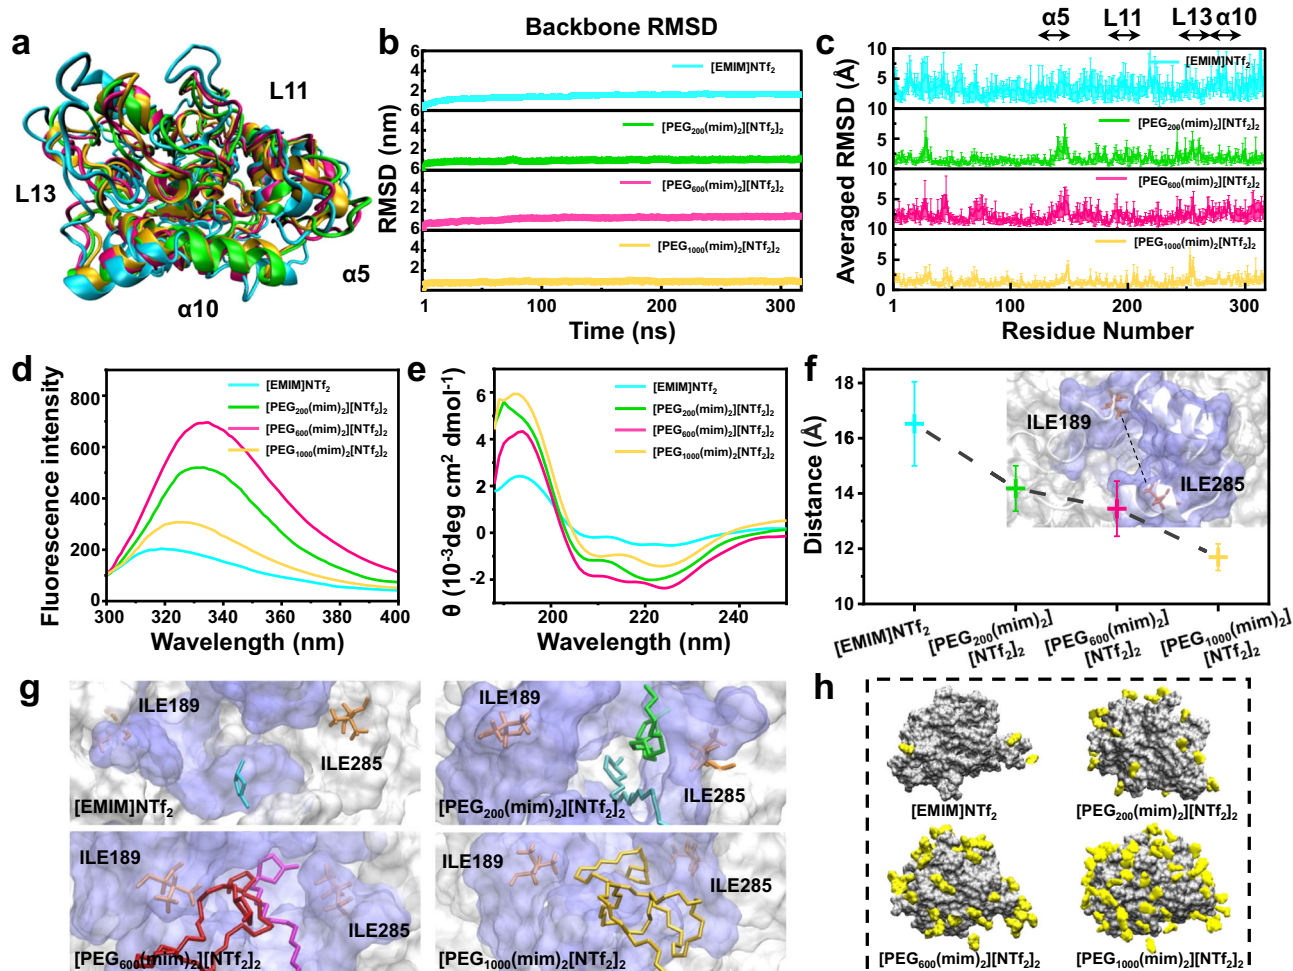 a
L11
L13
α5
α10
b
Backbone RMSD
RMSD (nm)
6
4
2
6
4
2
6
4
2
6
4
2
[EMIM]NTf₂
[PEG₂₀₀(mim)₂][NTf₂]₂
[PEG₆₀₀(mim)₂][NTf₂]₂
[PEG₁₀₀₀(mim)₂[NTf₂]₂
1 100 200 300
Time (ns)
c
α5 L11 L13 α10
Averaged RMSD (Å)
10
5
10
5
10
5
10
5
0
[EMIM]NTf₂
[PEG₂₀₀(mim)₂][NTf₂]₂
[PEG₆₀₀(mim)₂][NTf₂]₂
[PEG₁₀₀₀(mim)₂[NTf₂]₂
1 100 200 300
Residue Number
d
Fluorescence intensity
800
600
400
200
0
[EMIM]NTf₂
[PEG₂₀₀(mim)₂][NTf₂]₂
[PEG₆₀₀(mim)₂][NTf₂]₂
[PEG₁₀₀₀(mim)₂[NTf₂]₂
300 320 340 360 380 400
Wavelength (nm)
e
θ (10⁻³deg cm² dmol⁻¹)
6
4
2
0
-2
[EMIM]NTf₂
[PEG₂₀₀(mim)₂][NTf₂]₂
[PEG₆₀₀(mim)₂][NTf₂]₂
[PEG₁₀₀₀(mim)₂[NTf₂]₂
200 220 240
Wavelength (nm)
f
Distance (Å)
18
16
14
12
10
ILE189
ILE285
[EMIM]NTf₂
[PEG₂₀₀(mim)₂]
[NTf₂]₂
[PEG₆₀₀(mim)₂]
[NTf₂]₂
[PEG₁₀₀₀(mim)₂]
[NTf₂]₂
g
ILE189
ILE285
[EMIM]NTf₂
ILE189
ILE285
[PEG₂₀₀(mim)₂][NTf₂]₂
ILE189
ILE285
[PEG₆₀₀(mim)₂][NTf₂]₂
ILE189
ILE285
[PEG₁₀₀₀(mim)₂][NTf₂]₂
h
[EMIM]NTf₂
[PEG₂₀₀(mim)₂][NTf₂]₂
[PEG₆₀₀(mim)₂][NTf₂]₂
[PEG₁₀₀₀(mim)₂][NTf₂]₂